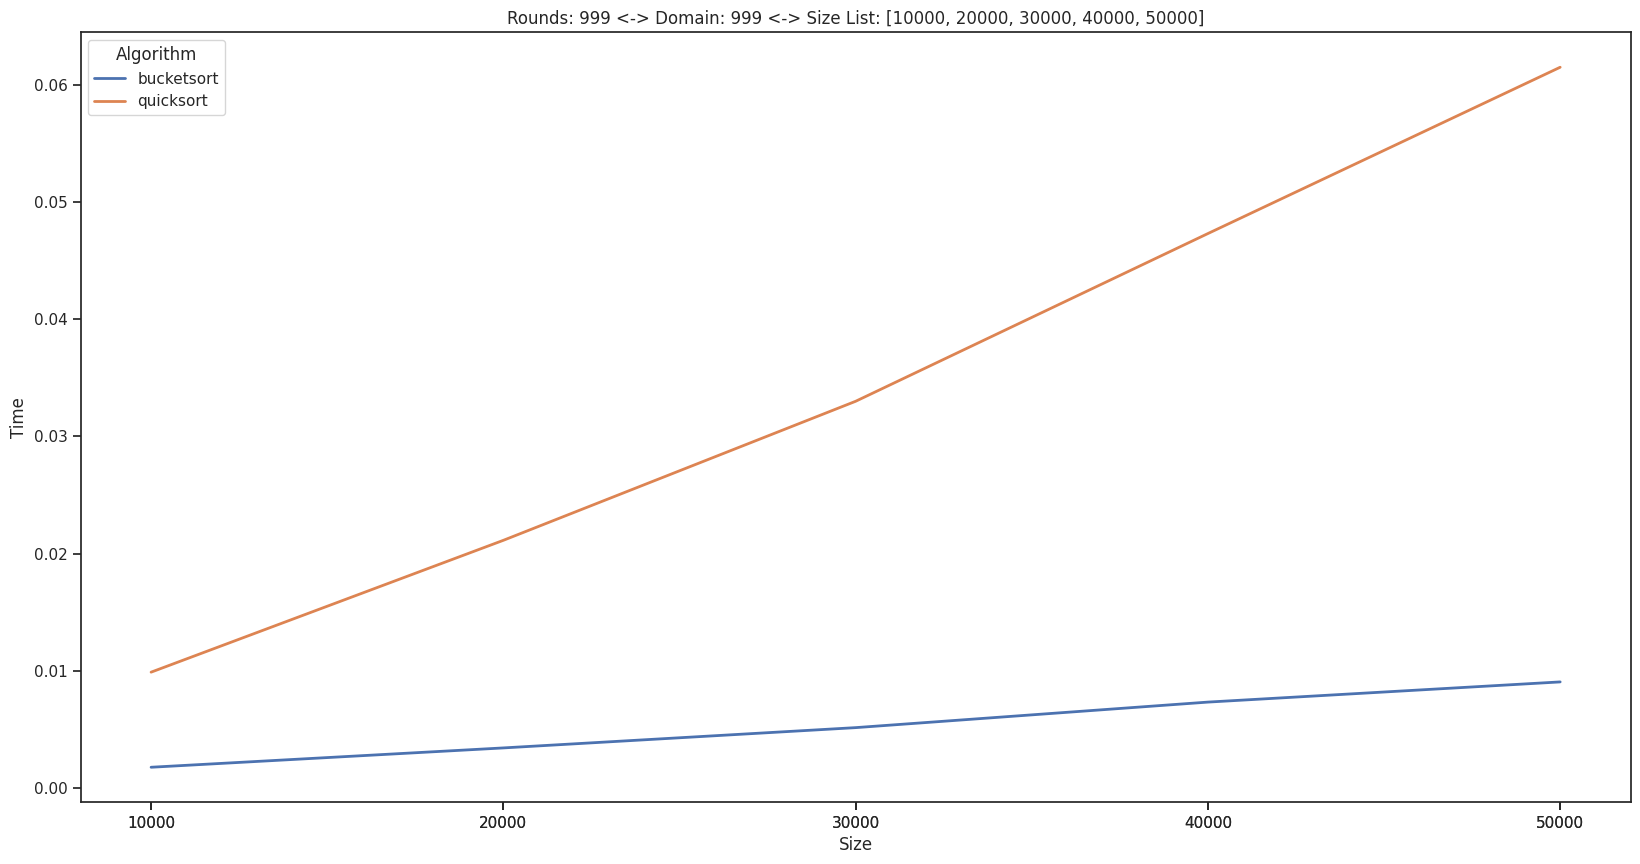 Rounds: 999 <-> Domain: 999 <-> Size List: [10000, 20000, 30000, 40000, 50000]
Algorithm
bucketsort
quicksort
0.06
0.05
0.04
0.03
0.02
0.01
0.00
Time
10000 20000 30000 40000 50000
Size